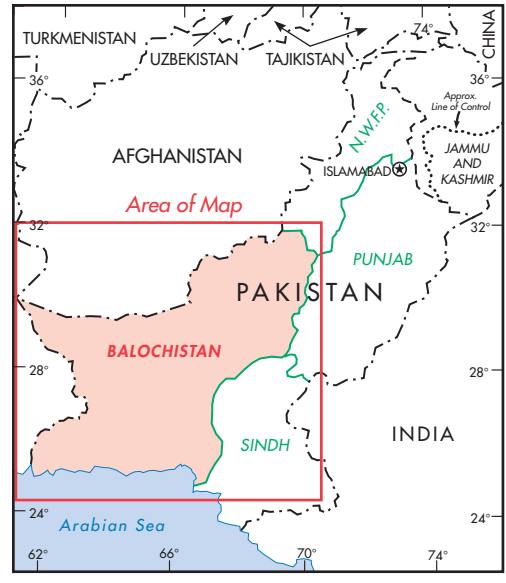 74°
CHINA
TURKMENISTAN
UZBEKISTAN
TAJIKISTAN
36°
36°
Approx.
Line of Control
N.W.F.P.
JAMMU
AND
KASHMIR
AFGHANISTAN
ISLAMABAD
Area of Map
32°
32°
PUNJAB
PAKISTAN
BALOCHISTAN
28°
28°
INDIA
SINDH
24°
24°
Arabian Sea
62°
66°
70°
74°